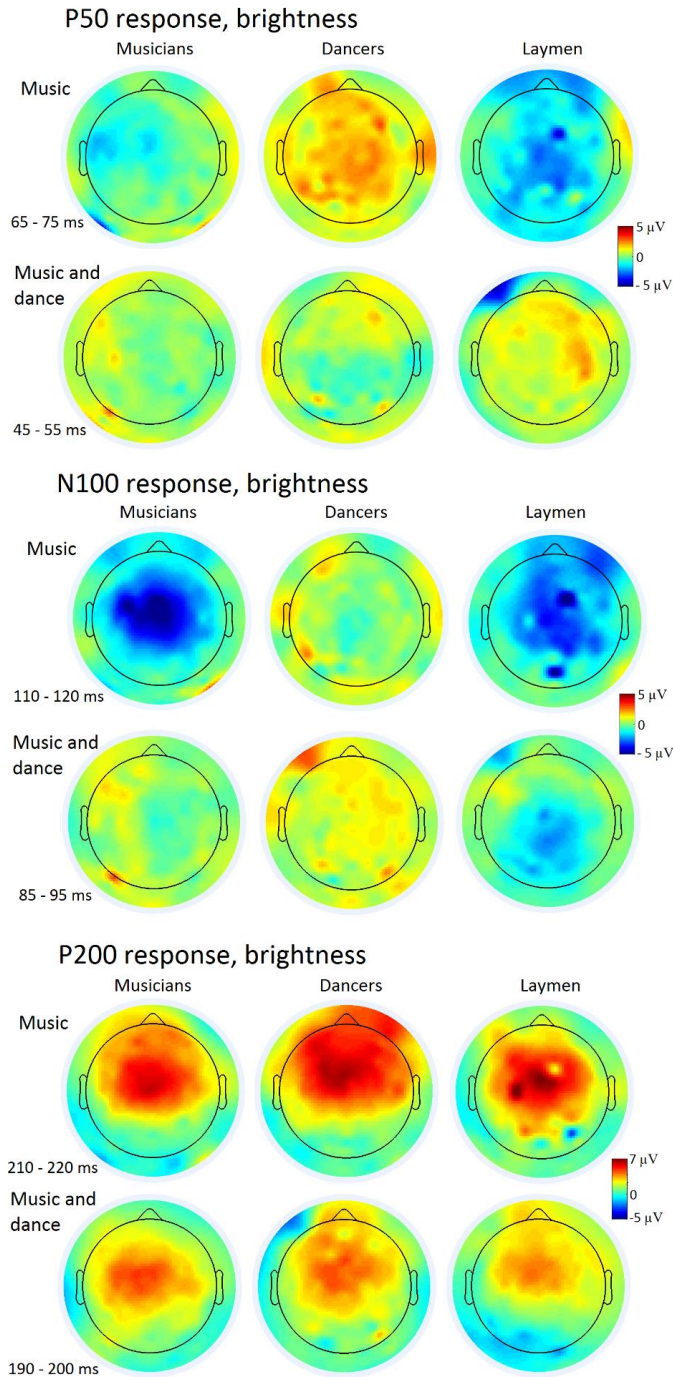 P50 response, brightness
Musicians Dancers Laymen
Music
65 - 75 ms
5 µV
0
- 5 µV
Music and
dance
45 - 55 ms
N100 response, brightness
Musicians Dancers Laymen
Music
110 - 120 ms
5 µV
0
- 5 µV
Music and
dance
85 - 95 ms
P200 response, brightness
Musicians Dancers Laymen
Music
210 - 220 ms
7 µV
0
-5 µV
Music and
dance
190 - 200 ms